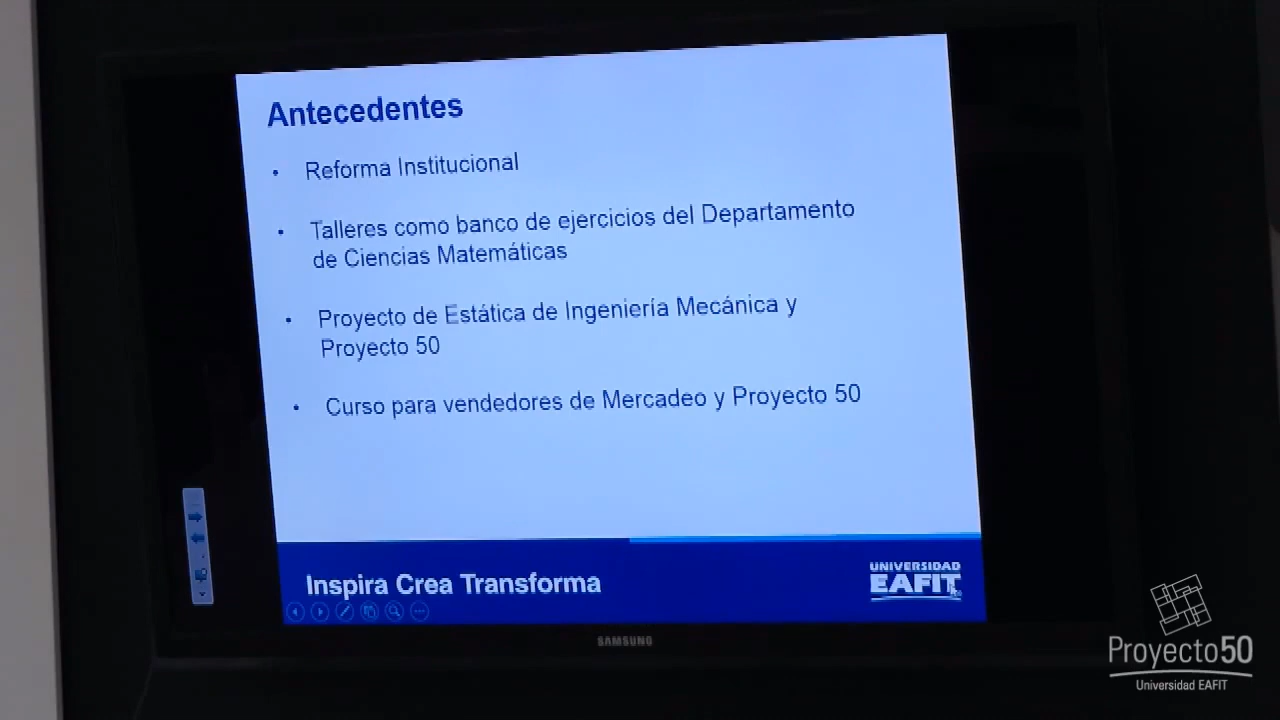 Antecedentes
• Reforma Institucional
• Talleres como banco de ejercicios del Departamento
de Ciencias Matemáticas
• Proyecto de Estática de Ingeniería Mecánica y
Proyecto 50
• Curso para vendedores de Mercadeo y Proyecto 50
Inspira Crea Transforma
UNIVERSIDAD
EAFIT
SAMSUNG
Proyecto50
Universidad EAFIT